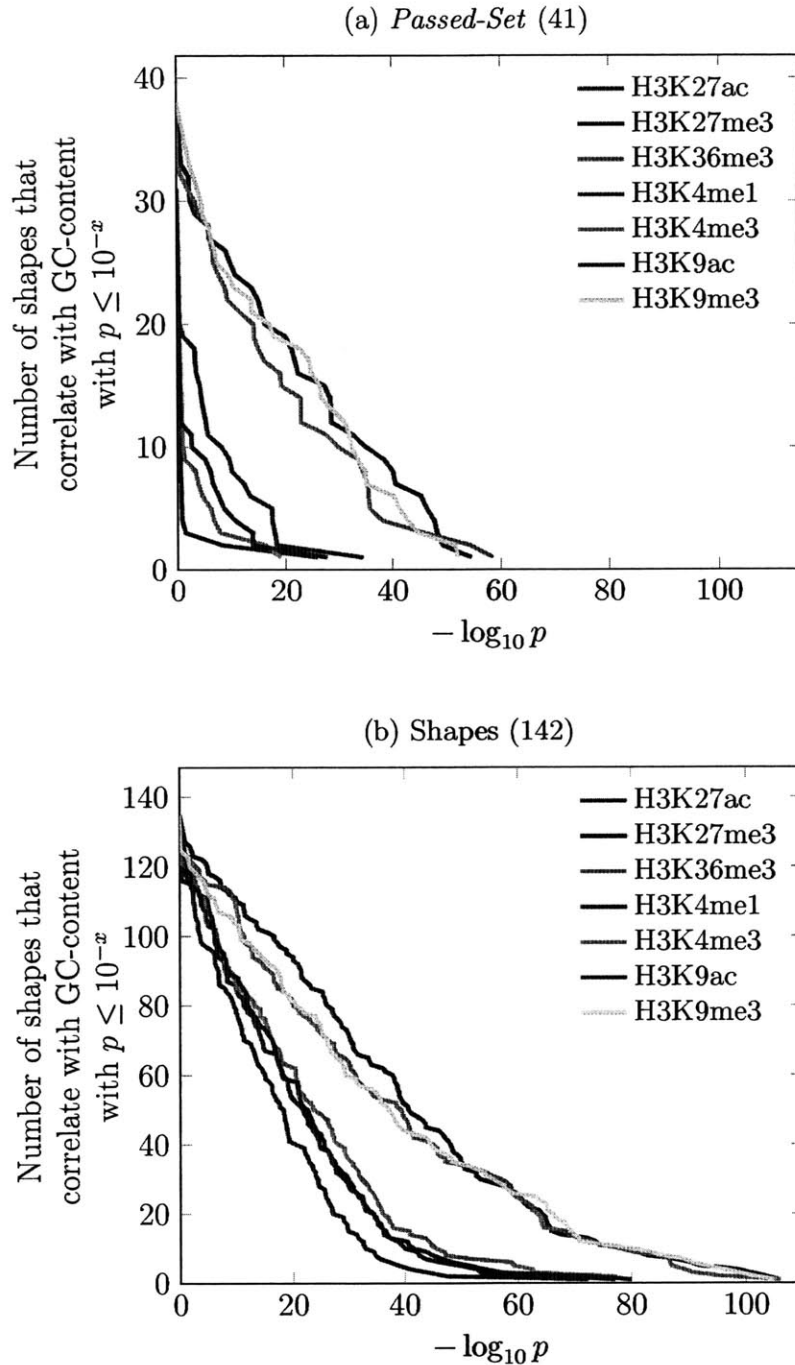 (a) Passed-Set (41)
Number of shapes that
correlate with GC-content
with p ≤ 10⁻ˣ
40
30
20
10
0
H3K27ac
H3K27me3
H3K36me3
H3K4me1
H3K4me3
H3K9ac
H3K9me3
0 20 40 60 80 100
− log₁₀ p
(b) Shapes (142)
Number of shapes that
correlate with GC-content
with p ≤ 10⁻ˣ
140
120
100
80
60
40
20
0
H3K27ac
H3K27me3
H3K36me3
H3K4me1
H3K4me3
H3K9ac
H3K9me3
0 20 40 60 80 100
− log₁₀ p